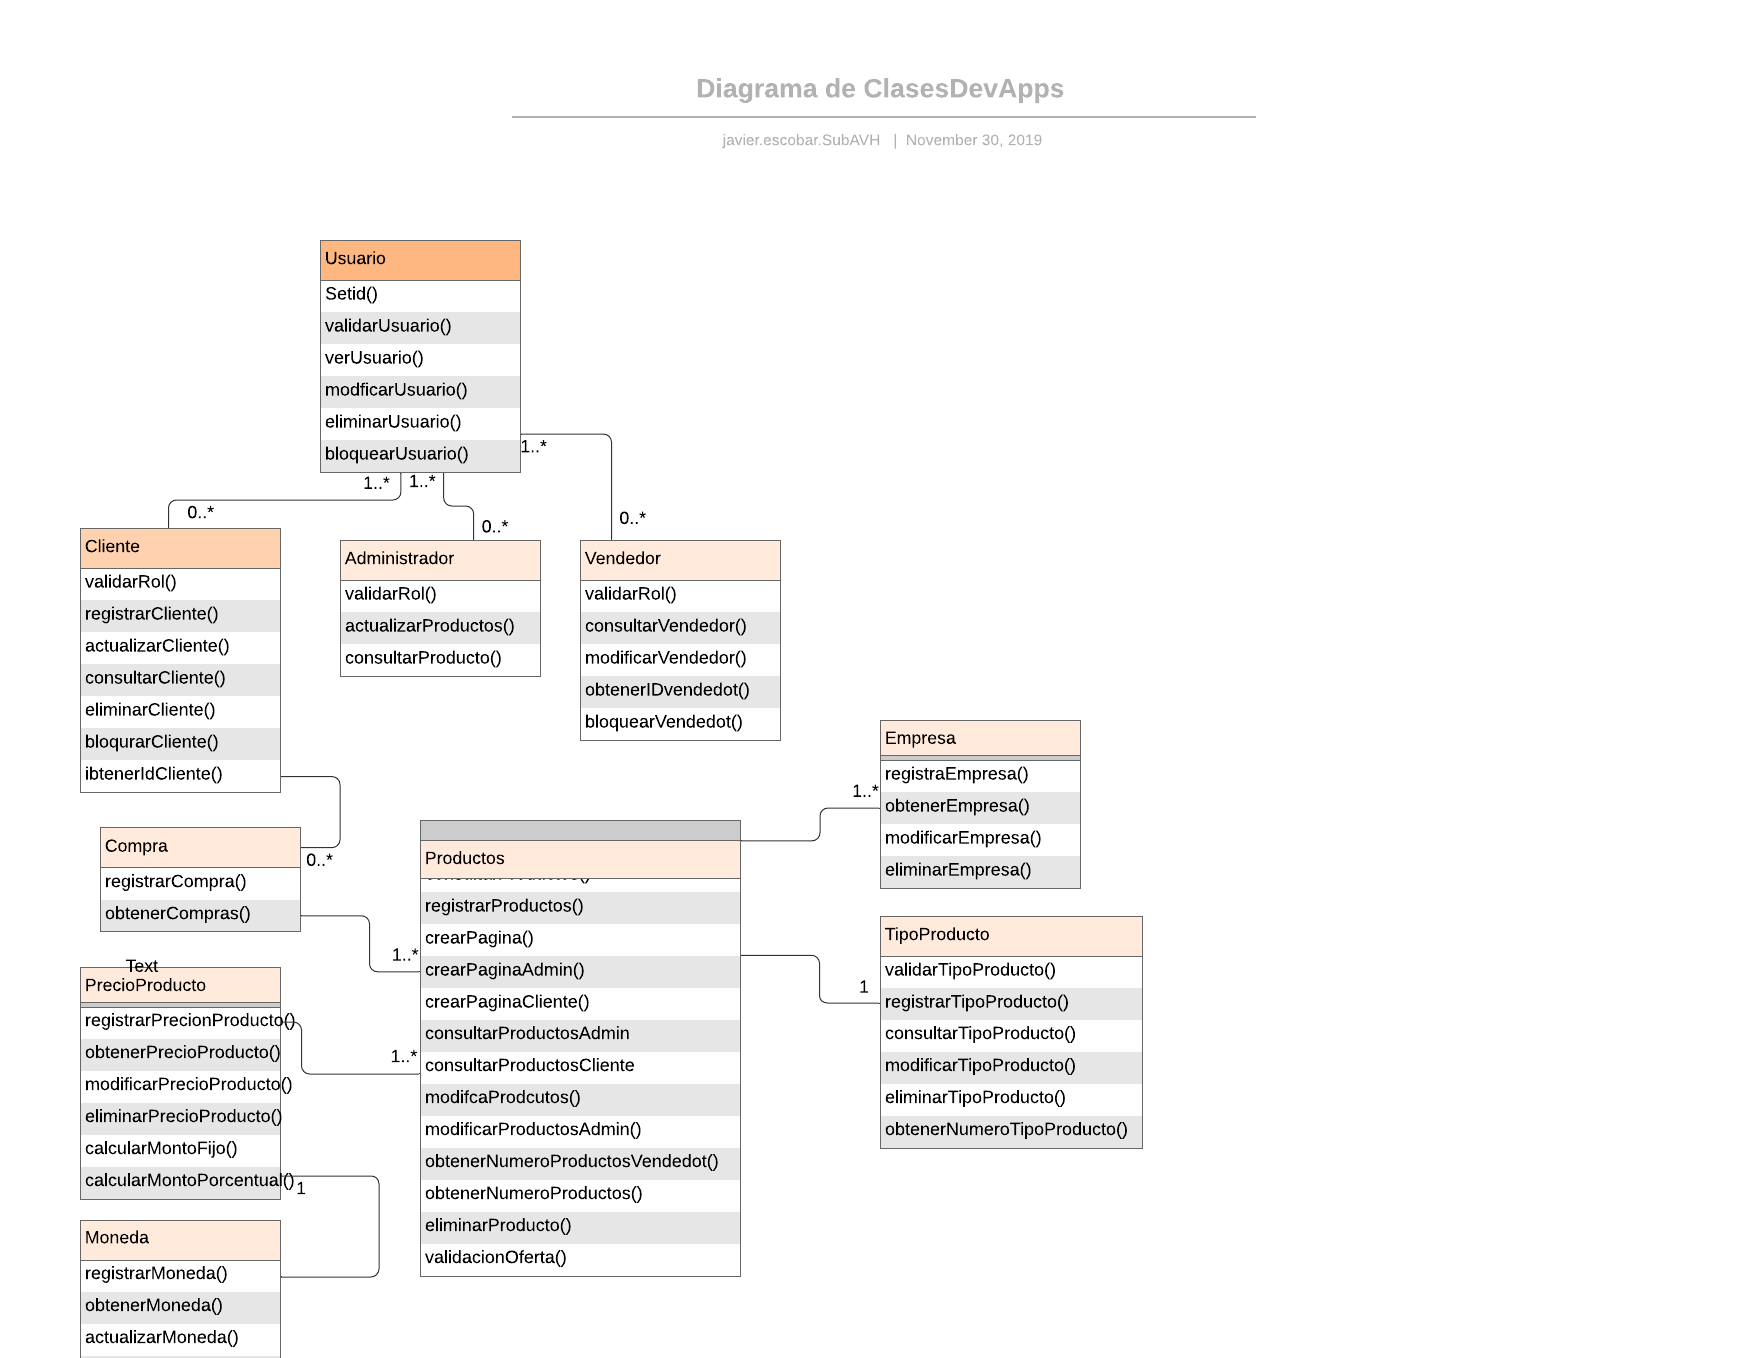 Diagrama de ClasesDevApps
javier.escobar.SubAVH | November 30, 2019
Usuario
Setid()
validarUsuario()
verUsuario()
modficarUsuario()
eliminarUsuario()
bloquearUsuario()
1..*
1..*
1..*
0..*
0..*
0..*
Cliente
validarRol()
registrarCliente()
actualizarCliente()
consultarCliente()
eliminarCliente()
bloqurarCliente()
ibtenerIdCliente()
Administrador
validarRol()
actualizarProductos()
consultarProducto()
Vendedor
validarRol()
consultarVendedor()
modificarVendedor()
obtenerIDvendedot()
bloquearVendedot()
Empresa
registraEmpresa()
obtenerEmpresa()
modificarEmpresa()
eliminarEmpresa()
1..*
Compra
registrarCompra()
obtenerCompras()
0..*
1..*
Productos
registrarProductos()
crearPagina()
crearPaginaAdmin()
crearPaginaCliente()
consultarProductosAdmin
consultarProductosCliente
modifcaProdcutos()
modificarProductosAdmin()
obtenerNumeroProductosVendedot()
obtenerNumeroProductos()
eliminarProducto()
validacionOferta()
TipoProducto
validarTipoProducto()
registrarTipoProducto()
consultarTipoProducto()
modificarTipoProducto()
eliminarTipoProducto()
obtenerNumeroTipoProducto()
1
Text
PrecioProducto
registrarPrecionProducto()
obtenerPrecioProducto()
modificarPrecioProducto()
eliminarPrecioProducto()
calcularMontoFijo()
calcularMontoPorcentual()
1..*
1
Moneda
registrarMoneda()
obtenerMoneda()
actualizarMoneda()